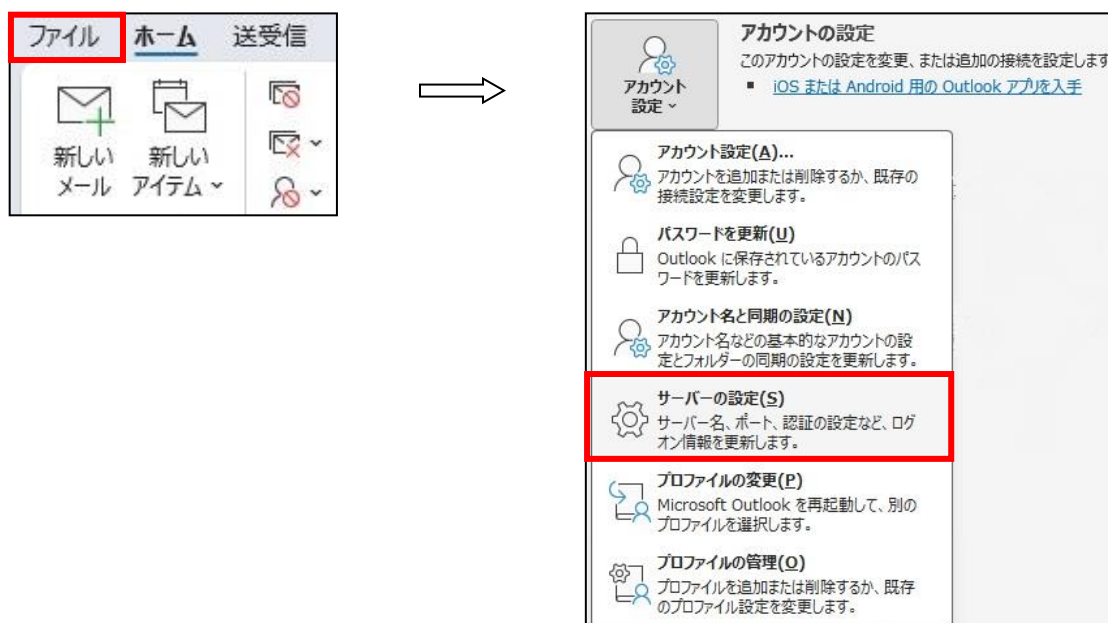 ファイル ホーム 送受信
新しい
メール
新しい
アイテム
アカウント
設定
アカウントの設定
このアカウントの設定を変更、または追加の接続を設定します
iOS または Android 用の Outlook アプリを入手
アカウント設定(A)...
アカウントを追加または削除するか、既存の
接続設定を変更します。
パスワードを更新(U)
Outlook に保存されているアカウントのパス
ワードを更新します。
アカウント名と同期の設定(N)
アカウント名などの基本的なアカウントの設
定とフォルダーの同期の設定を更新します。
サーバーの設定(S)
サーバー名、ポート、認証の設定など、ログ
オン情報を更新します。
プロファイルの変更(P)
Microsoft Outlook を再起動して、別の
プロファイルを選択します。
プロファイルの管理(O)
プロファイルを追加または削除するか、既存
のプロファイル設定を変更します。